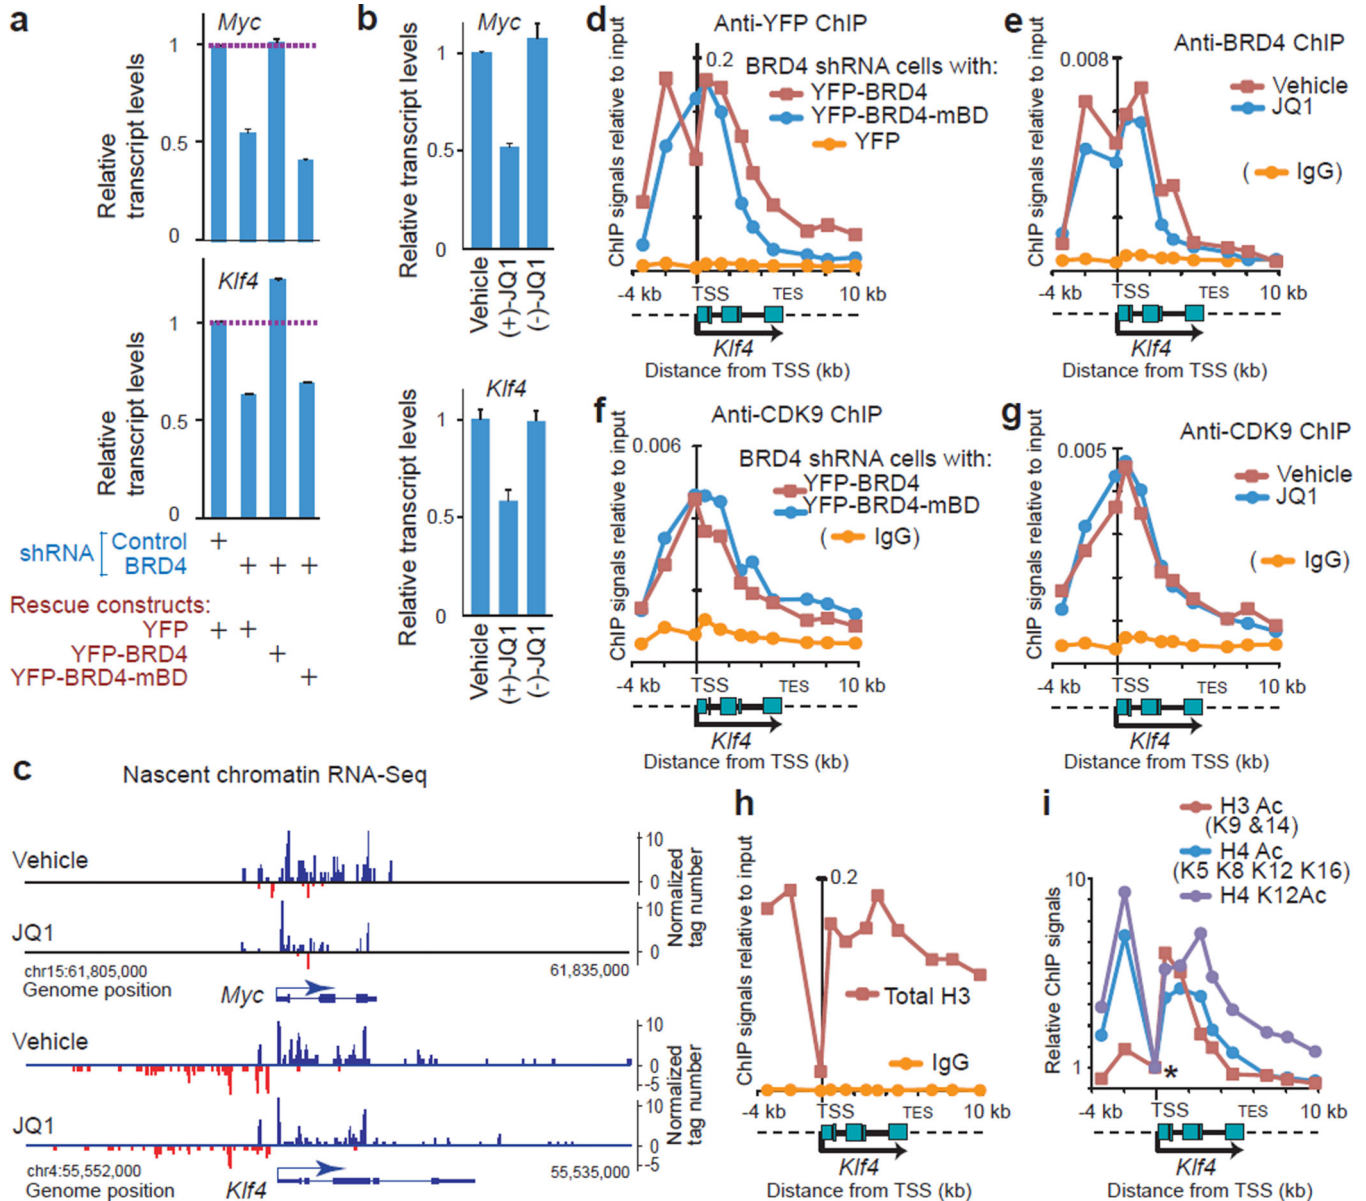 a
Myc
Relative
transcript levels
1
0.5
0
Klf4
Relative
transcript levels
1
0.5
0
shRNA
Control
+
BRD4
+ + +
Rescue constructs:
YFP
+ +
YFP-BRD4
+
YFP-BRD4-mBD
+
b
Myc
Relative transcript levels
1
0.5
0
Vehicle
(+)-JQ1
(-)-JQ1
Klf4
Relative transcript levels
1
0.5
0
Vehicle
(+)-JQ1
(-)-JQ1
c
Nascent chromatin RNA-Seq
Vehicle
10
0
JQ1
10
0
Normalized
tag number
chr15:61,805,000
61,835,000
Genome position
Myc
Vehicle
10
0
-5
JQ1
10
0
-5
Normalized
tag number
chr4:55,552,000
55,535,000
Genome position
Klf4
d
Anti-YFP ChIP
ChIP signals relative to input
0.2
BRD4 shRNA cells with:
YFP-BRD4
YFP-BRD4-mBD
YFP
-4 kb
TSS
TES
10 kb
Klf4
Distance from TSS (kb)
e
Anti-BRD4 ChIP
ChIP signals relative to input
0.008
Vehicle
JQ1
( IgG)
-4 kb
TSS
TES
10 kb
Klf4
Distance from TSS (kb)
f
Anti-CDK9 ChIP
ChIP signals relative to input
0.006
BRD4 shRNA cells with:
YFP-BRD4
YFP-BRD4-mBD
( IgG)
-4 kb
TSS
TES
10 kb
Klf4
Distance from TSS (kb)
g
Anti-CDK9 ChIP
ChIP signals relative to input
0.005
Vehicle
JQ1
( IgG)
-4 kb
TSS
TES
10 kb
Klf4
Distance from TSS (kb)
h
ChIP signals relative to input
0.2
Total H3
IgG
-4 kb
TSS
TES
10 kb
Klf4
Distance from TSS (kb)
i
H3 Ac
(K9 &14)
H4 Ac
(K5 K8 K12 K16)
H4 K12Ac
Relative ChIP signals
10
1
*
-4 kb
TSS
TES
10 kb
Klf4
Distance from TSS (kb)